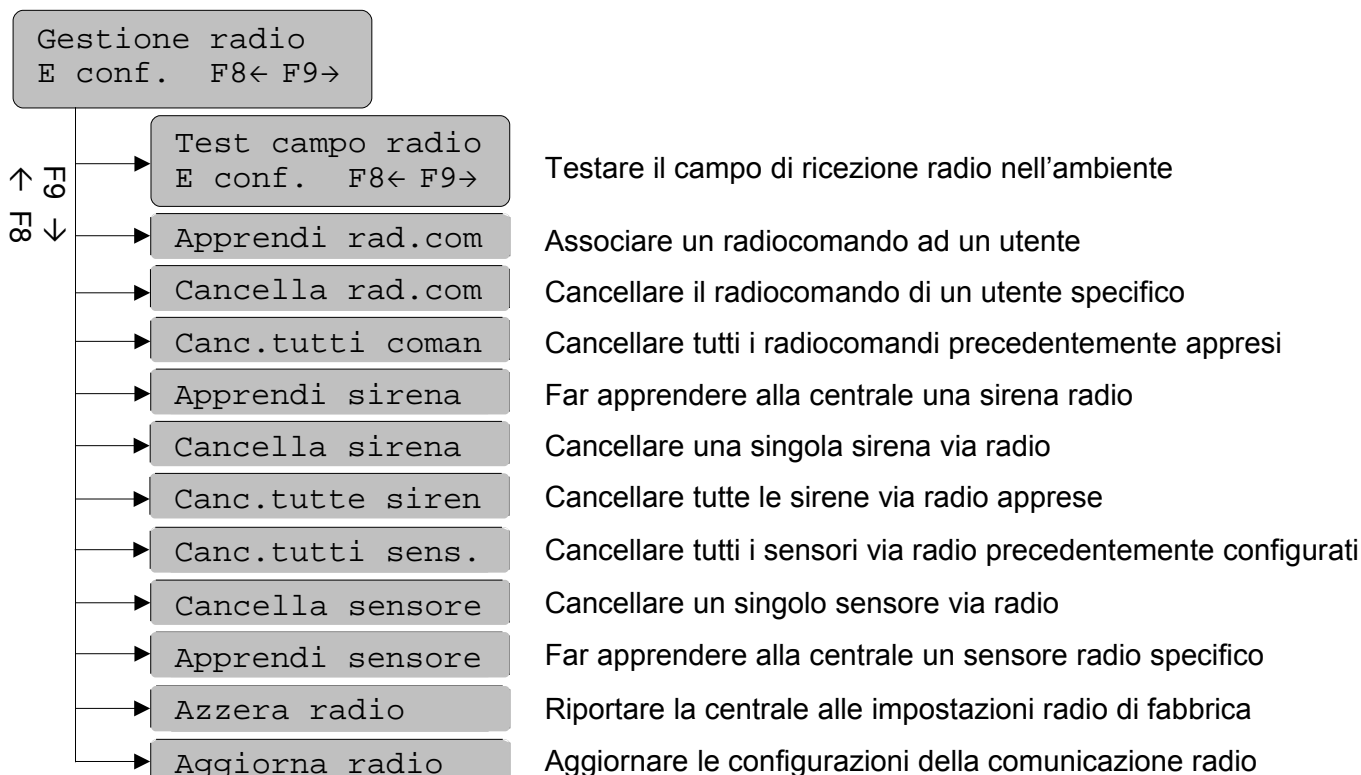 Gestione radio
E conf. F8← F9→
F9 →
← F8
Test campo radio
E conf. F8← F9→
Testare il campo di ricezione radio nell’ambiente
Apprendi rad.com
Associare un radiocomando ad un utente
Cancella rad.com
Cancellare il radiocomando di un utente specifico
Canc.tutti coman
Cancellare tutti i radiocomandi precedentemente appresi
Apprendi sirena
Far apprendere alla centrale una sirena radio
Cancella sirena
Cancellare una singola sirena via radio
Canc.tutte siren
Cancellare tutte le sirene via radio apprese
Canc.tutti sens.
Cancellare tutti i sensori via radio precedentemente configurati
Cancella sensore
Cancellare un singolo sensore via radio
Apprendi sensore
Far apprendere alla centrale un sensore radio specifico
Azzera radio
Riportare la centrale alle impostazioni radio di fabbrica
Aggiorna radio
Aggiornare le configurazioni della comunicazione radio